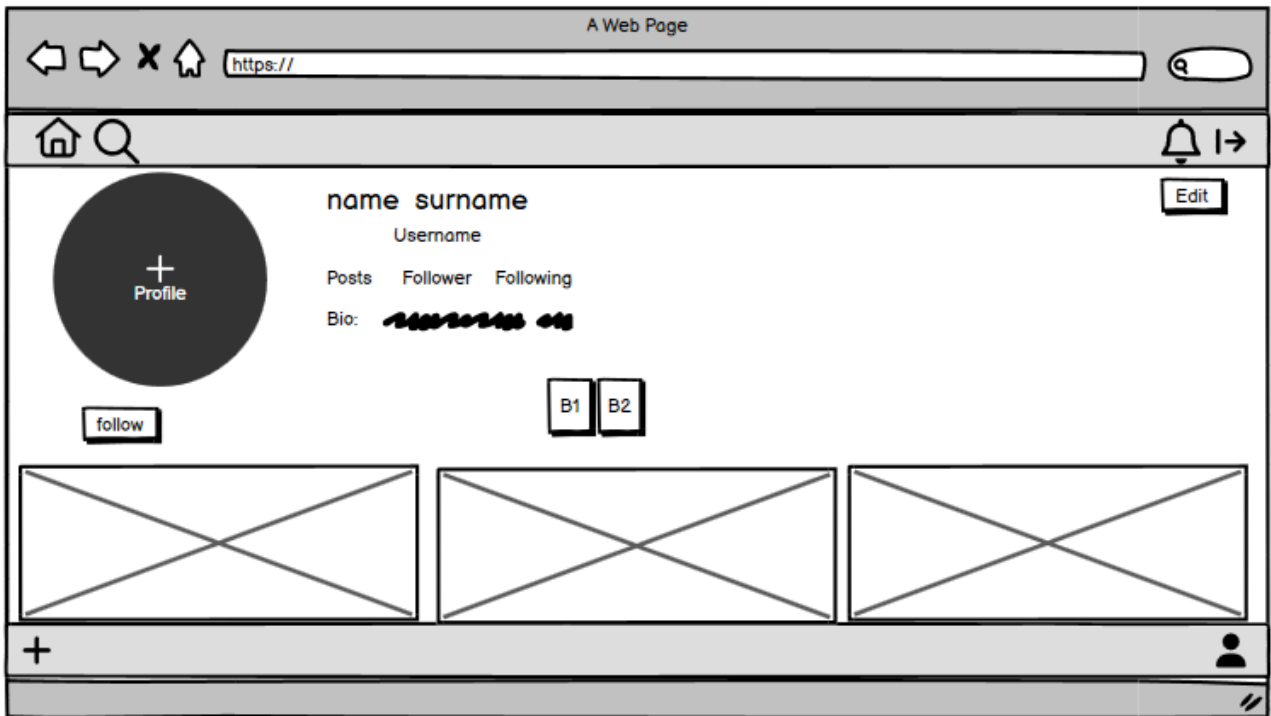 A Web Page
https://
name surname
Edit
Username
Profile
Posts Follower Following
Bio:
B1 B2
follow